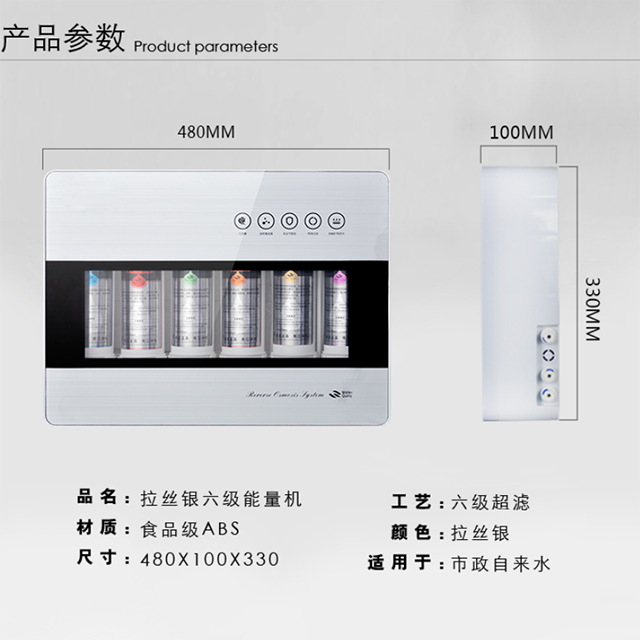 产品参数 Product parameters
480MM
100MM
330MM
Reverse Osmosis System
品名：拉丝银六级能量机
材质：食品级ABS
尺寸：480X100X330
工艺：六级超滤
颜色：拉丝银
适用于：市政自来水